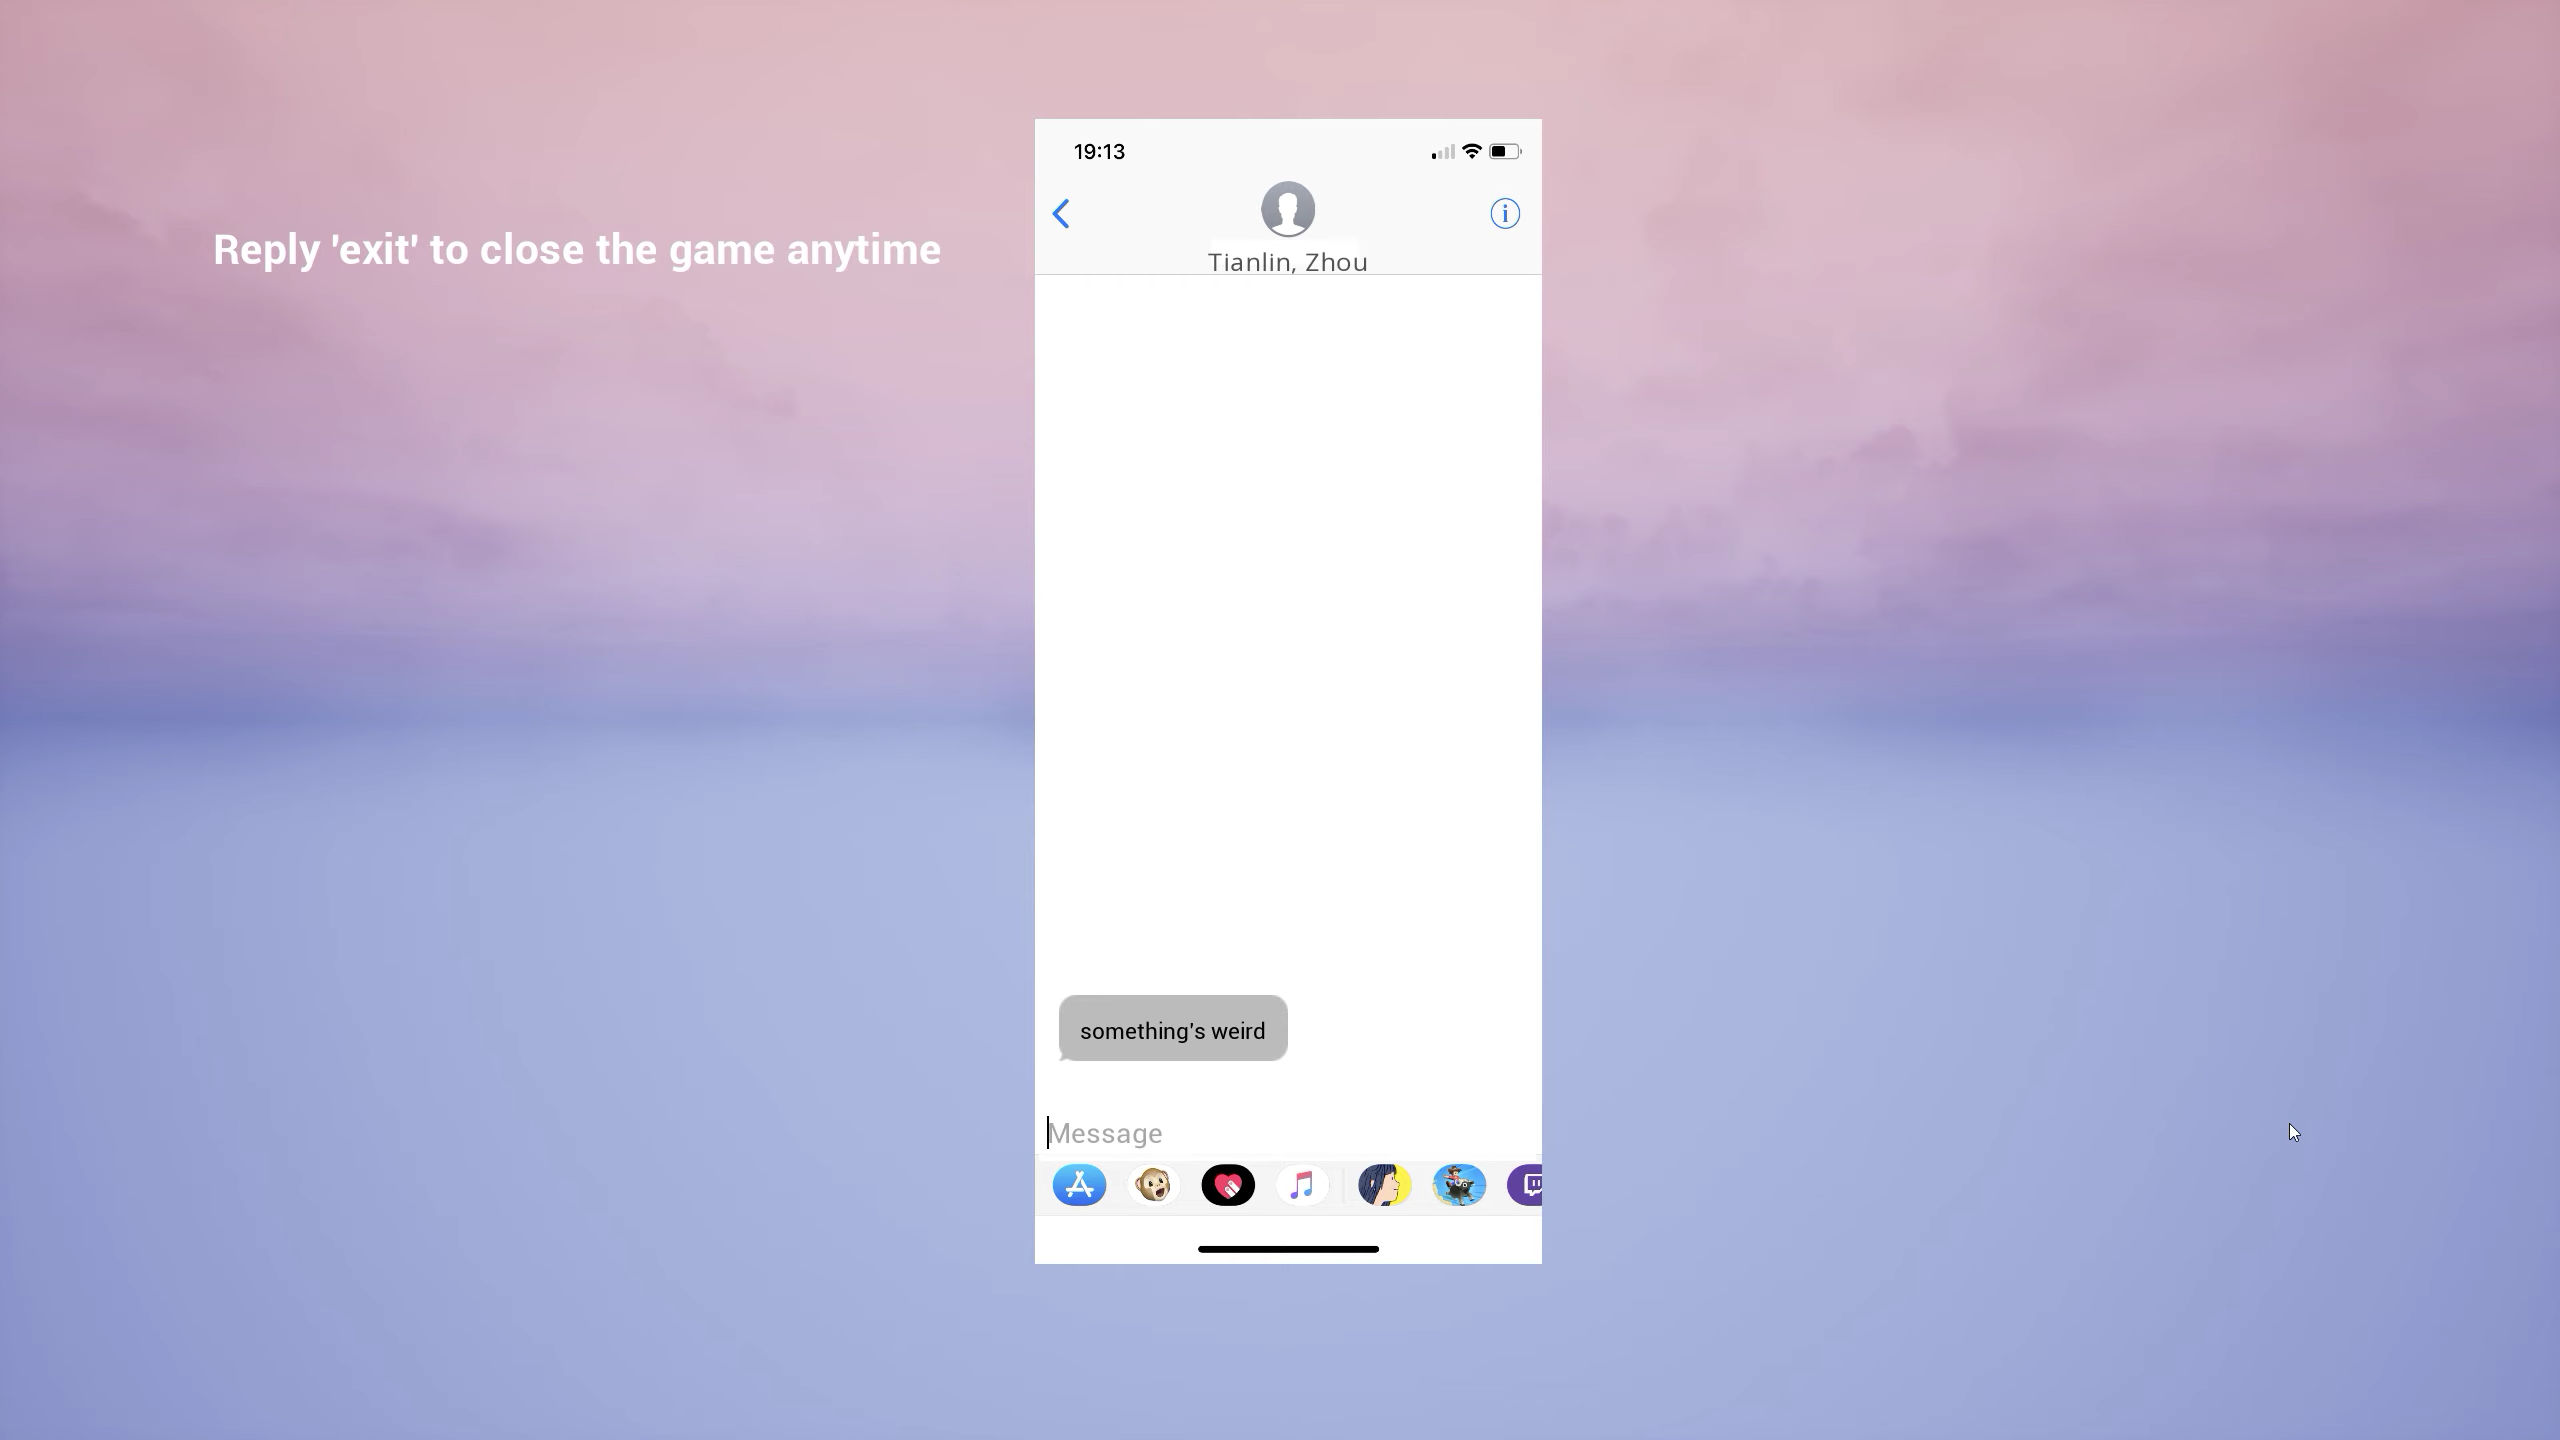 19:13
Reply 'exit' to close the game anytime
Tianlin, Zhou
something's weird
Message